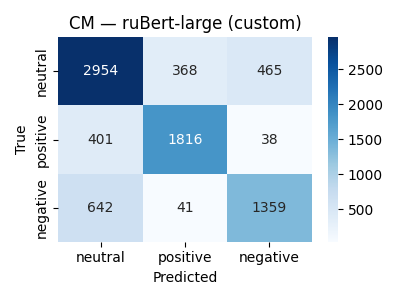 CM — ruBert-large (custom)
neutral 2954 368 465
positive 401 1816 38
negative 642 41 1359
neutral positive negative
True
Predicted
2500
2000
1500
1000
500